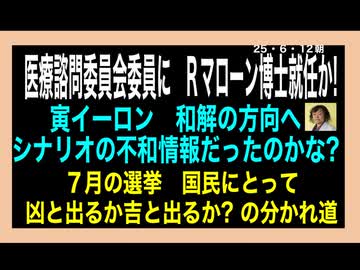 25・6・12朝
医療諮問委員会委員に Rマローン博士就任か!
寅イーロン 和解の方向へ
シナリオの不和情報だったのかな?
7月の選挙 国民にとって
凶と出るか吉と出るか? の分かれ道